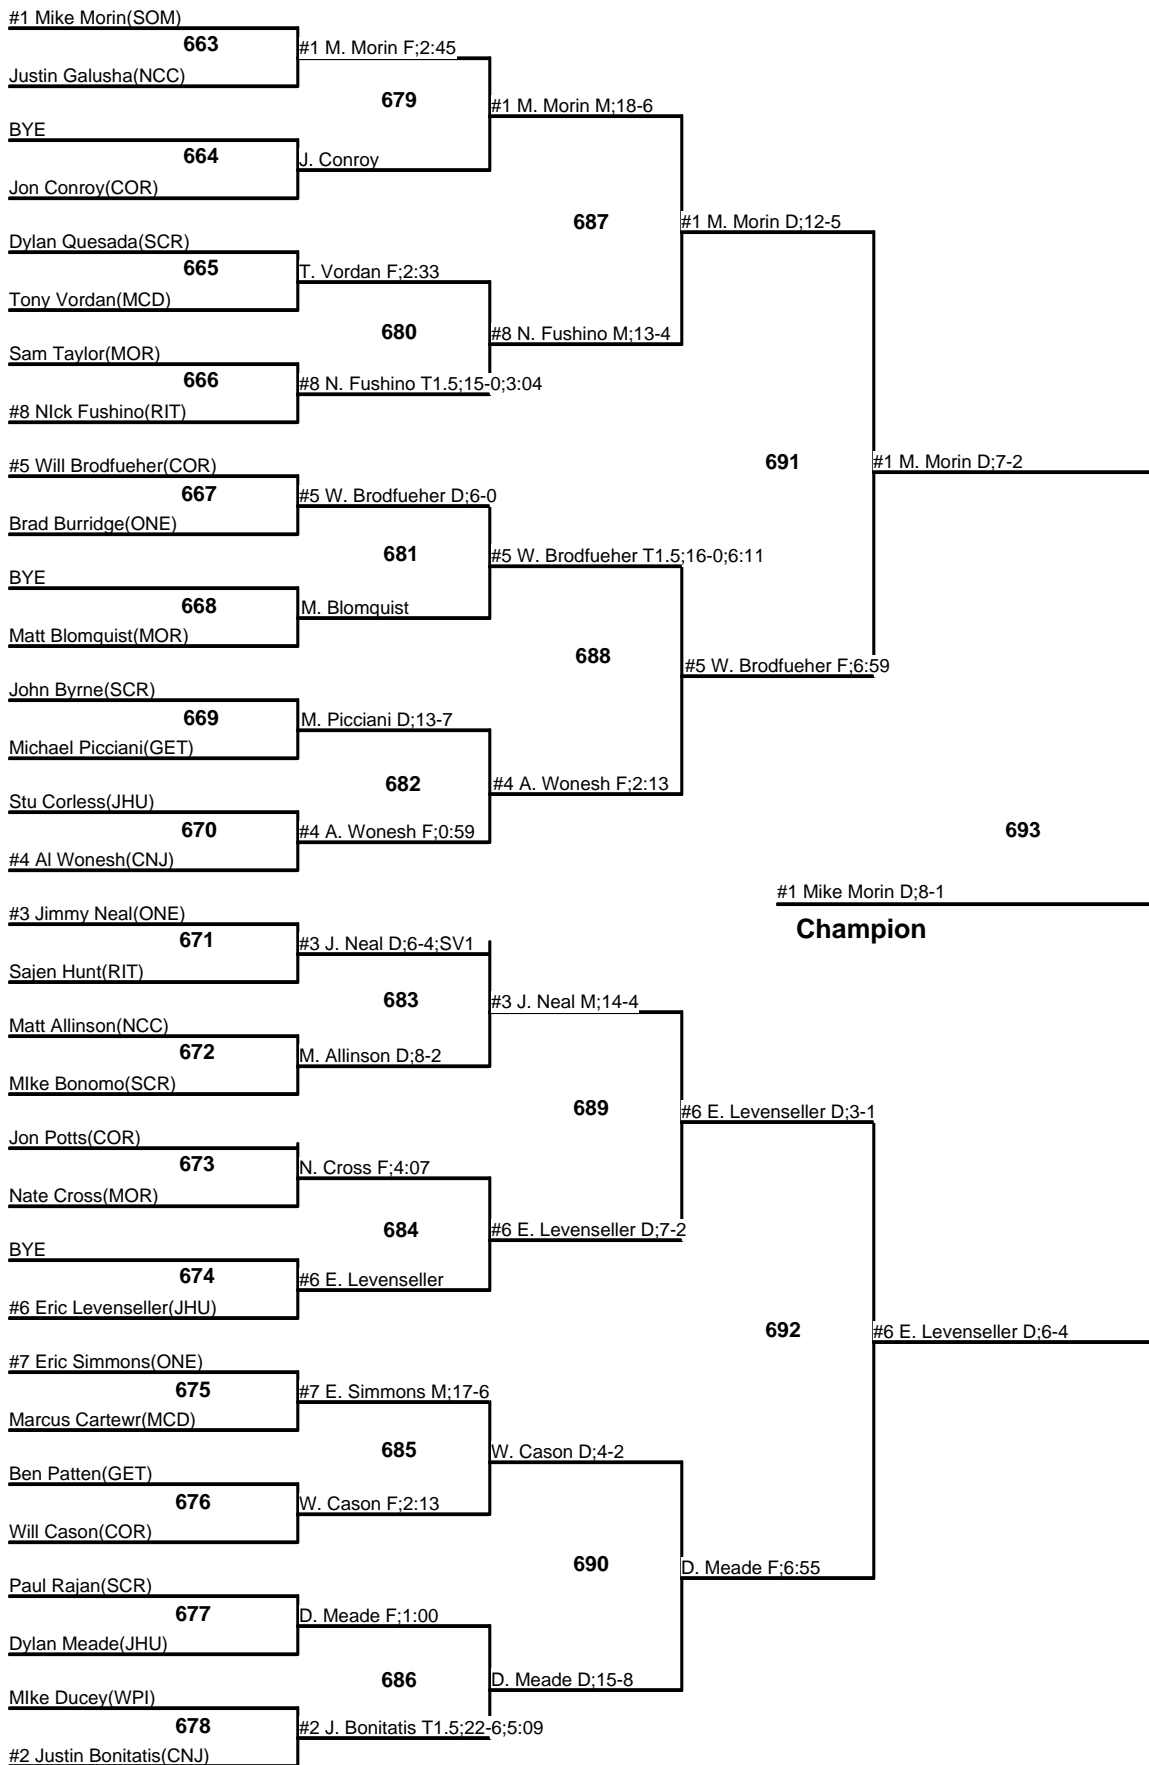 #1 Mike Morin(SOM)
663
#1 M. Morin F;2:45
Justin Galusha(NCC)
679
#1 M. Morin M;18-6
BYE
664
J. Conroy
Jon Conroy(COR)
687
#1 M. Morin D;12-5
Dylan Quesada(SCR)
665
T. Vordan F;2:33
Tony Vordan(MCD)
680
#8 N. Fushino M;13-4
Sam Taylor(MOR)
666
#8 N. Fushino T1.5;15-0;3:04
#8 NIck Fushino(RIT)
691
#1 M. Morin D;7-2
#5 Will Brodfueher(COR)
667
#5 W. Brodfueher D;6-0
Brad Burridge(ONE)
681
#5 W. Brodfueher T1.5;16-0;6:11
BYE
668
M. Blomquist
Matt Blomquist(MOR)
688
#5 W. Brodfueher F;6:59
John Byrne(SCR)
669
M. Picciani D;13-7
Michael Picciani(GET)
682
#4 A. Wonesh F;2:13
Stu Corless(JHU)
670
#4 A. Wonesh F;0:59
#4 Al Wonesh(CNJ)
693
#1 Mike Morin D;8-1
Champion
#3 Jimmy Neal(ONE)
671
#3 J. Neal D;6-4;SV1
Sajen Hunt(RIT)
683
#3 J. Neal M;14-4
Matt Allinson(NCC)
672
M. Allinson D;8-2
MIke Bonomo(SCR)
689
#6 E. Levenseller D;3-1
Jon Potts(COR)
673
N. Cross F;4:07
Nate Cross(MOR)
684
#6 E. Levenseller D;7-2
BYE
674
#6 E. Levenseller
#6 Eric Levenseller(JHU)
692
#6 E. Levenseller D;6-4
#7 Eric Simmons(ONE)
675
#7 E. Simmons M;17-6
Marcus Cartewr(MCD)
685
W. Cason D;4-2
Ben Patten(GET)
676
W. Cason F;2:13
Will Cason(COR)
690
D. Meade F;6:55
Paul Rajan(SCR)
677
D. Meade F;1:00
Dylan Meade(JHU)
686
D. Meade D;15-8
MIke Ducey(WPI)
678
#2 J. Bonitatis T1.5;22-6;5:09
#2 Justin Bonitatis(CNJ)